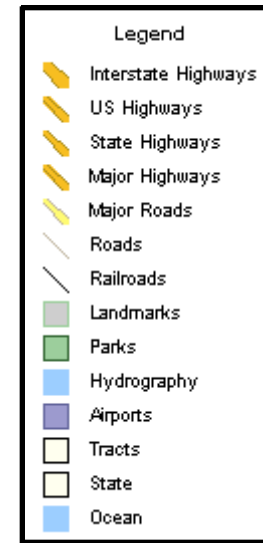 Legend
Interstate Highways
US Highways
State Highways
Major Highways
Major Roads
Roads
Railroads
Landmarks
Parks
Hydrography
Airports
Tracts
State
Ocean